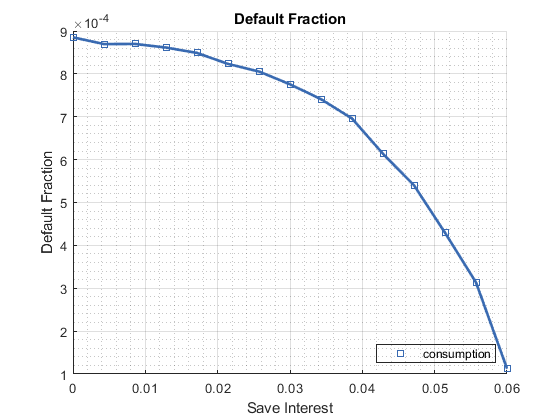 Default Fraction
×10-4
9
8
7
6
5
4
3
2
1
Default Fraction
consumption
0 0.01 0.02 0.03 0.04 0.05 0.06
Save Interest